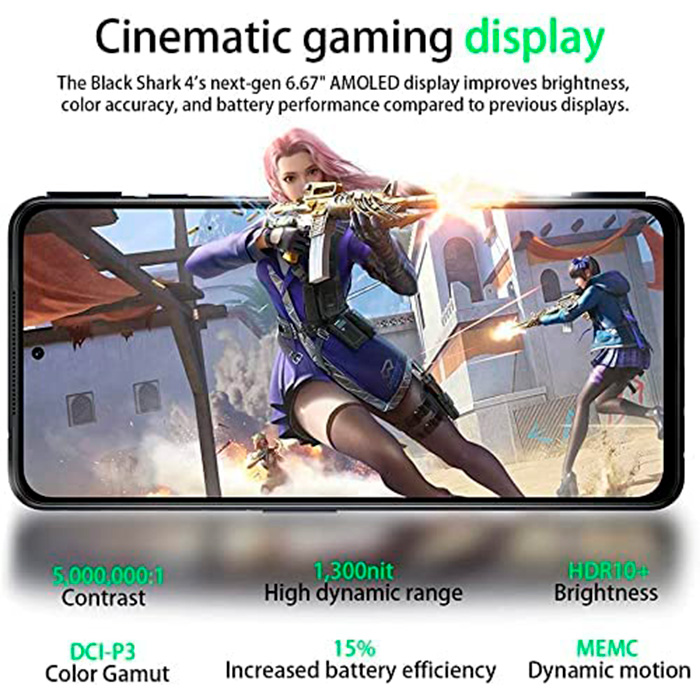 Cinematic gaming display
The Black Shark 4's next-gen 6.67" AMOLED display improves brightness,
color accuracy, and battery performance compared to previous displays.
5,000,000:1
Contrast
1,300nit
High dynamic range
HDR10+
Brightness
DCI-P3
Color Gamut
15%
Increased battery efficiency
MEMC
Dynamic motion